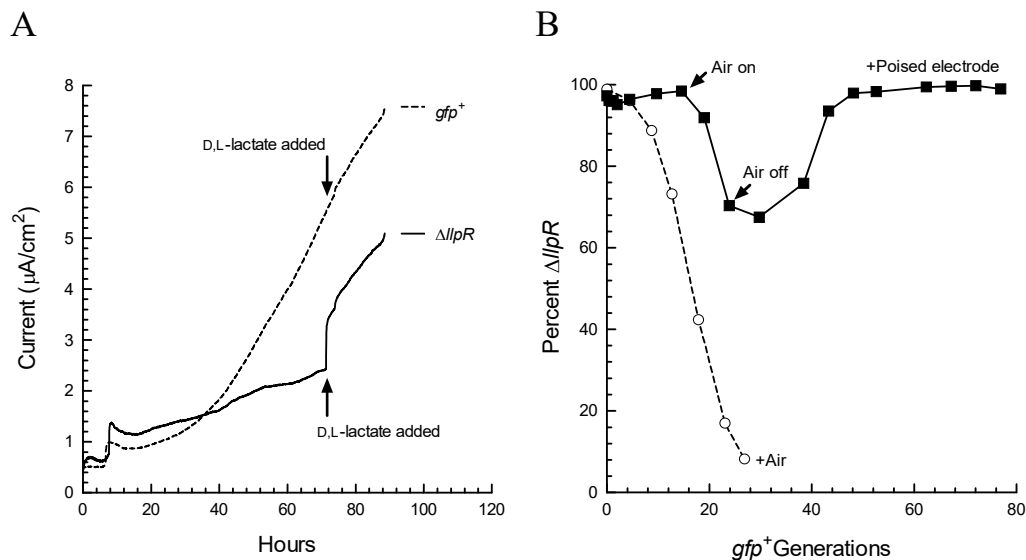 A
Current (μA/cm²)
8
7
6
5
4
3
2
1
0
0 20 40 60 80 100 120
Hours
gfp⁺
D,L-lactate added
ΔllpR
D,L-lactate added
B
Percent ΔllpR
100
80
60
40
20
0
0 20 40 60 80
gfp⁺ Generations
Air on
+Poised electrode
Air off
+Air